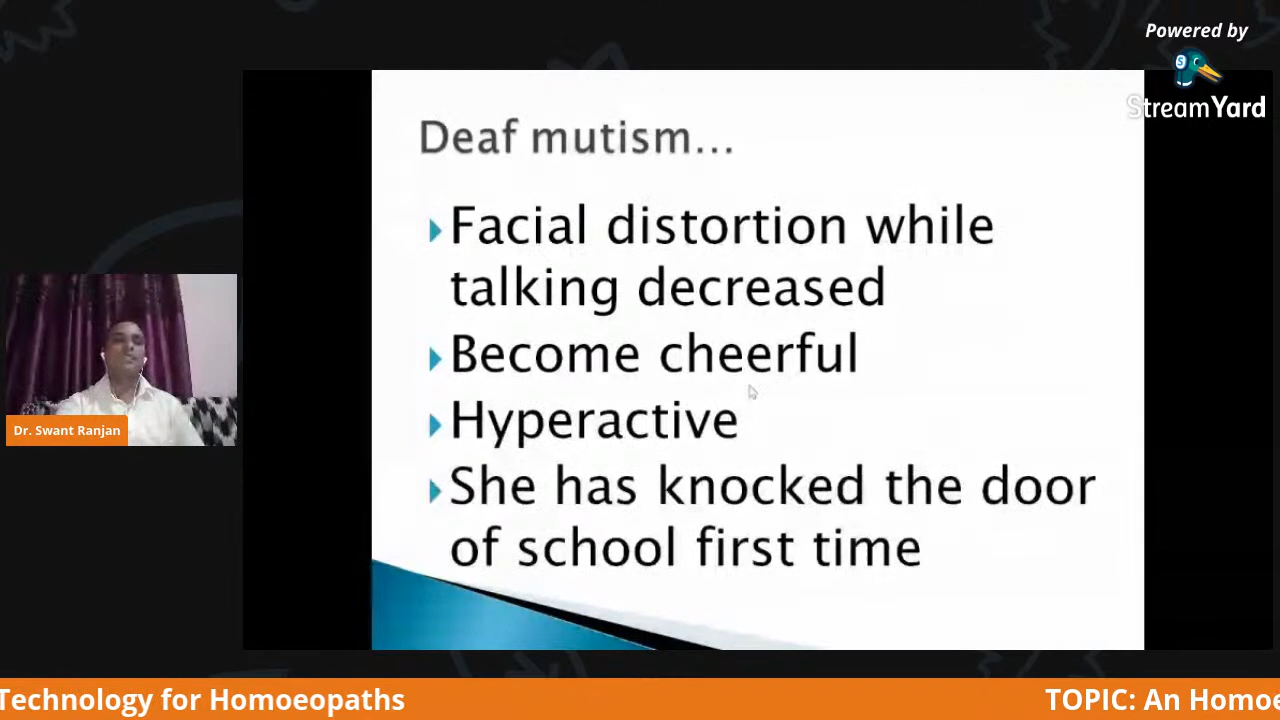 Powered by
StreamYard
Deaf mutism...
Facial distortion while
talking decreased
Become cheerful
Hyperactive
She has knocked the door
of school first time
Dr. Swant Ranjan
Technology for Homoeopaths
TOPIC: An Homoe